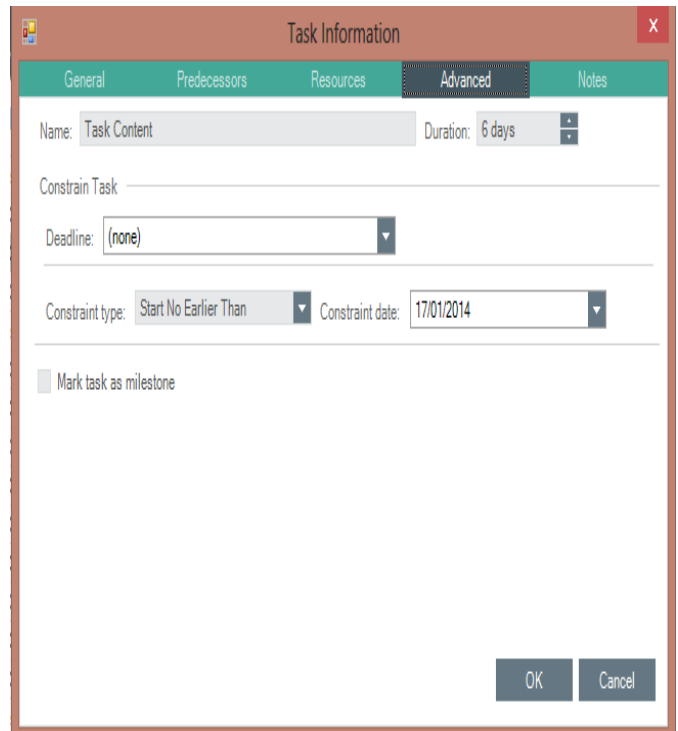 Task Information
X
General Predecessors Resources Advanced Notes
Name: Task Content Duration: 6 days
Constrain Task
Deadline: (none)
Constraint type: Start No Earlier Than Constraint date: 17/01/2014
Mark task as milestone
OK Cancel